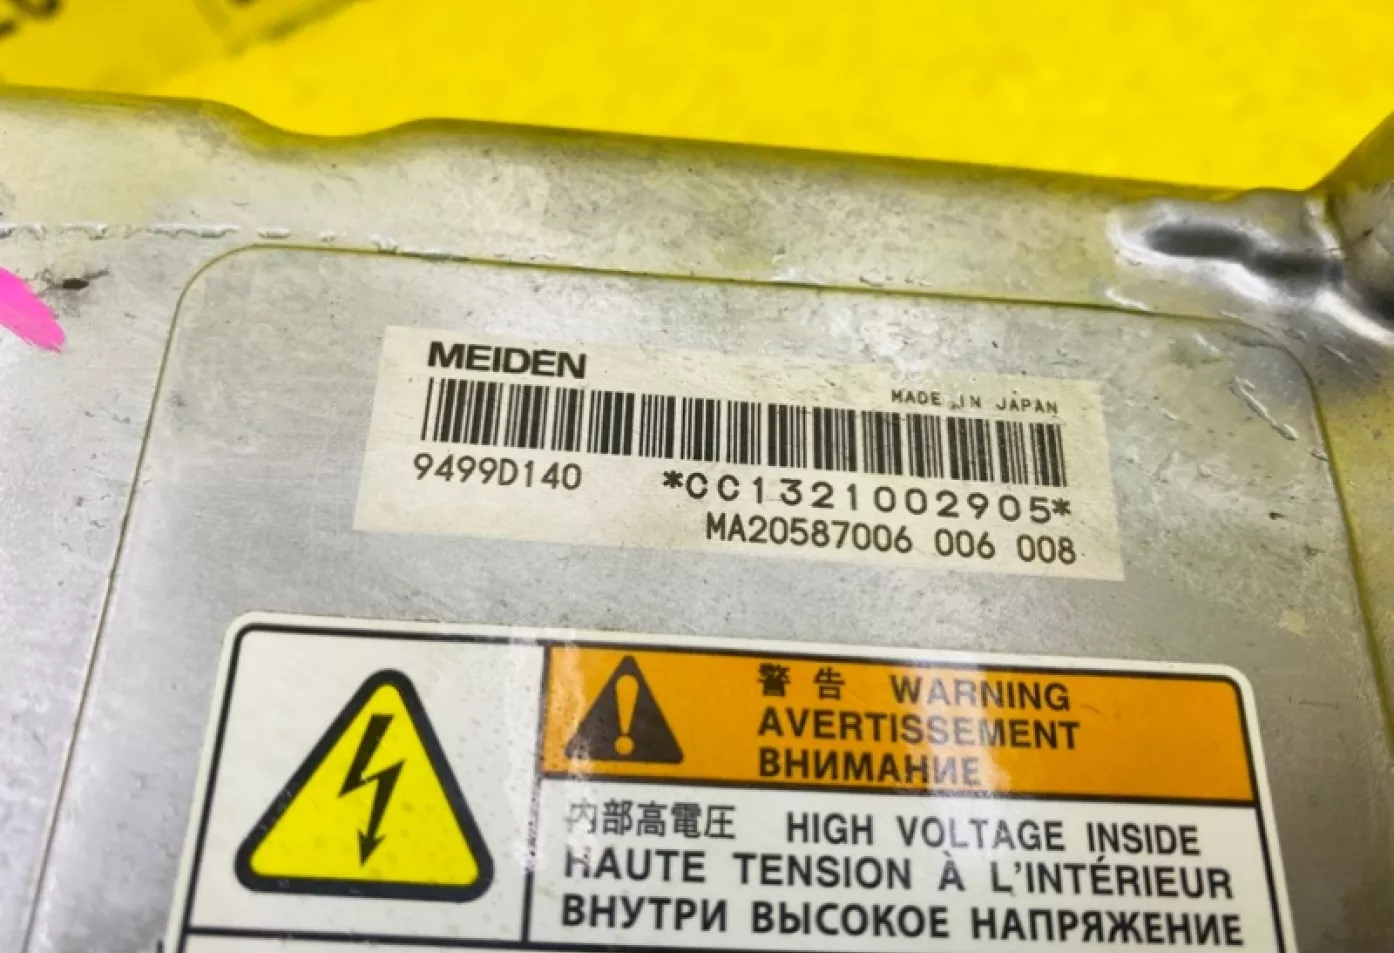 MEIDEN
MADE IN JAPAN
9499D140 *CC1321002905*
MA20587006 006 008
警告 WARNING
AVERTISSEMENT
ВНИМАНИЕ
内部高電圧 HIGH VOLTAGE INSIDE
HAUTE TENSION À L'INTÉRIEUR
ВНУТРИ ВЫСОКОЕ НАПРЯЖЕНИЕ